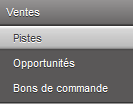 Ventes
Pistes
Opportunités
Bons de commande